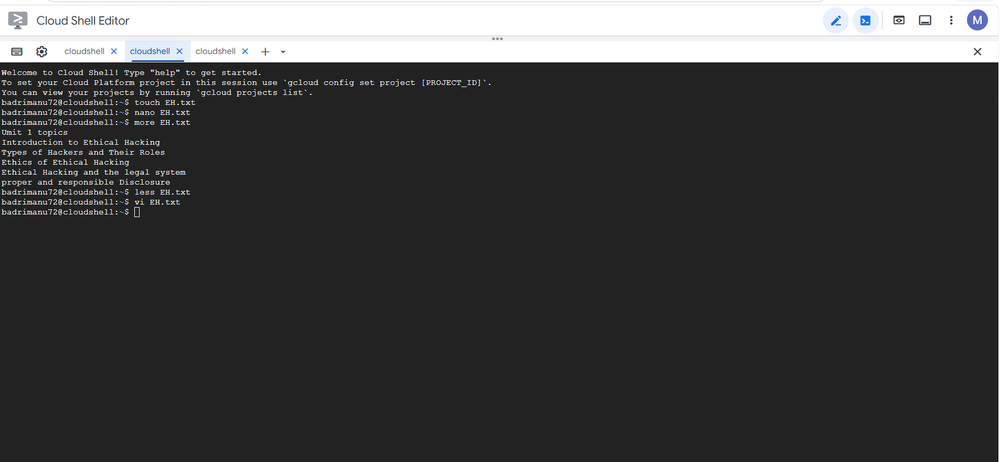 Cloud Shell Editor
M
cloudshell cloudshell cloudshell
Welcome to Cloud Shell! Type "help" to get started.
To set your Cloud Platform project in this session use `gcloud config set project [PROJECT_ID]`.
You can view your projects by running `gcloud projects list`.
badrimanu72@cloudshell:~$ touch EH.txt
badrimanu72@cloudshell:~$ nano EH.txt
badrimanu72@cloudshell:~$ more EH.txt
Umit 1 topics
Introduction to Ethical Hacking
Types of Hackers and Their Roles
Ethics of Ethical Hacking
Ethical Hacking and the legal system
proper and responsible Disclosure
badrimanu72@cloudshell:~$ less EH.txt
badrimanu72@cloudshell:~$ vi EH.txt
badrimanu72@cloudshell:~$